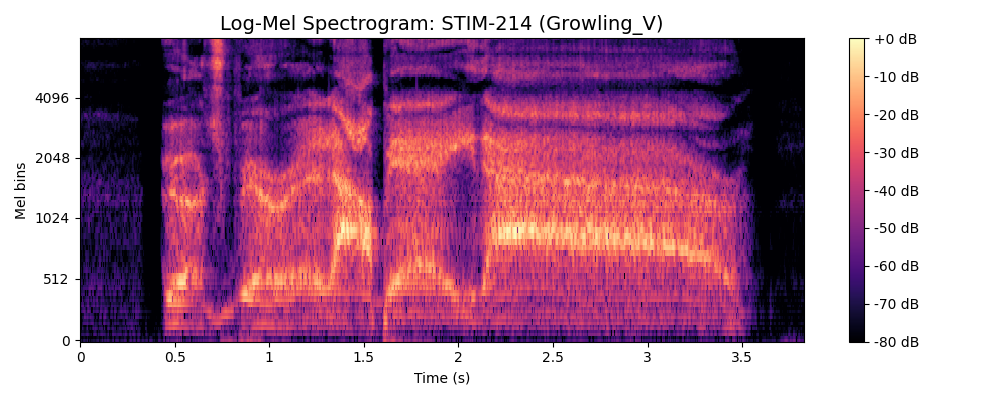 Log-Mel Spectrogram: STIM-214 (Growling_V)
Mel bins
4096
2048
1024
512
0
0
0.5
1
1.5
2
2.5
3
3.5
Time (s)
+0 dB
-10 dB
-20 dB
-30 dB
-40 dB
-50 dB
-60 dB
-70 dB
-80 dB